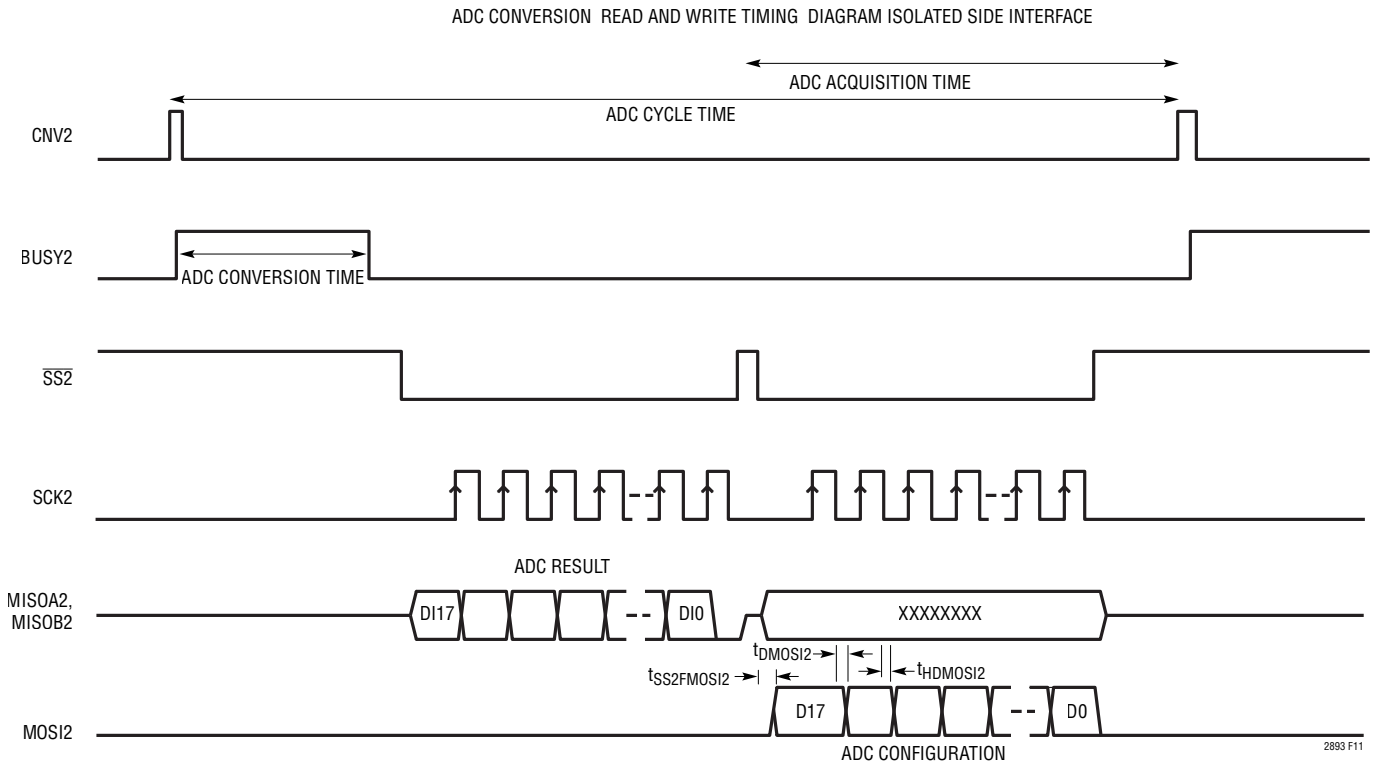 ADC CONVERSION READ AND WRITE TIMING DIAGRAM ISOLATED SIDE INTERFACE
ADC ACQUISITION TIME
ADC CYCLE TIME
CNV2
BUSY2
ADC CONVERSION TIME
SS2
SCK2
ADC RESULT
MISOA2,
MISOB2
DI17
DI0
XXXXXXXX
tDMOSI2
tHDMOSI2
tSS2FMOSI2
MOSI2
D17
D0
ADC CONFIGURATION
2893 F11